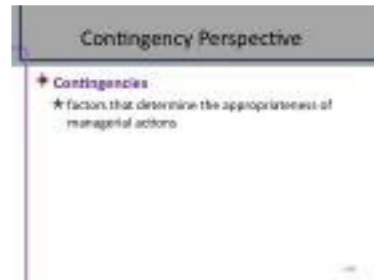 Contingency Perspective
Contingencies
factors that determine the appropriateness of
managerial actions